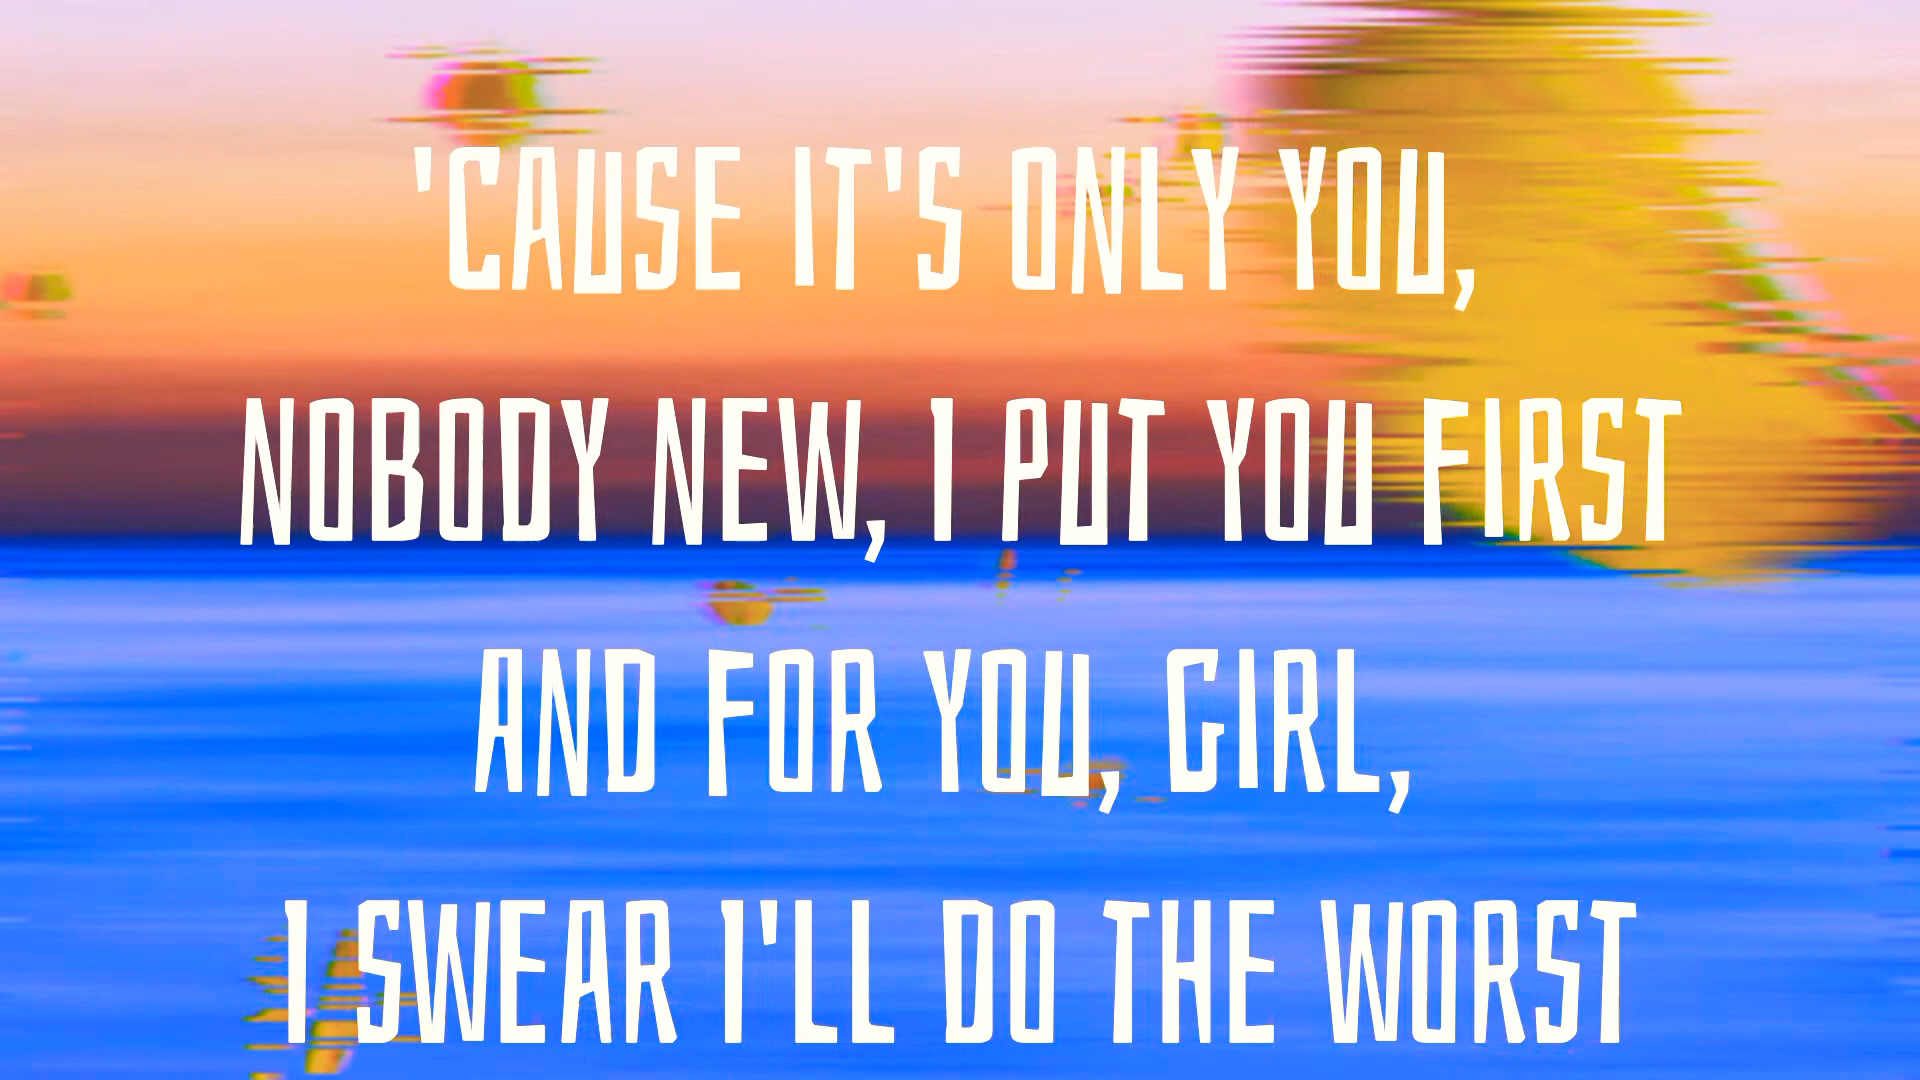 'CAUSE IT'S ONLY YOU,
NOBODY NEW, I PUT YOU FIRST
AND FOR YOU, GIRL,
I SWEAR I'LL DO THE WORST